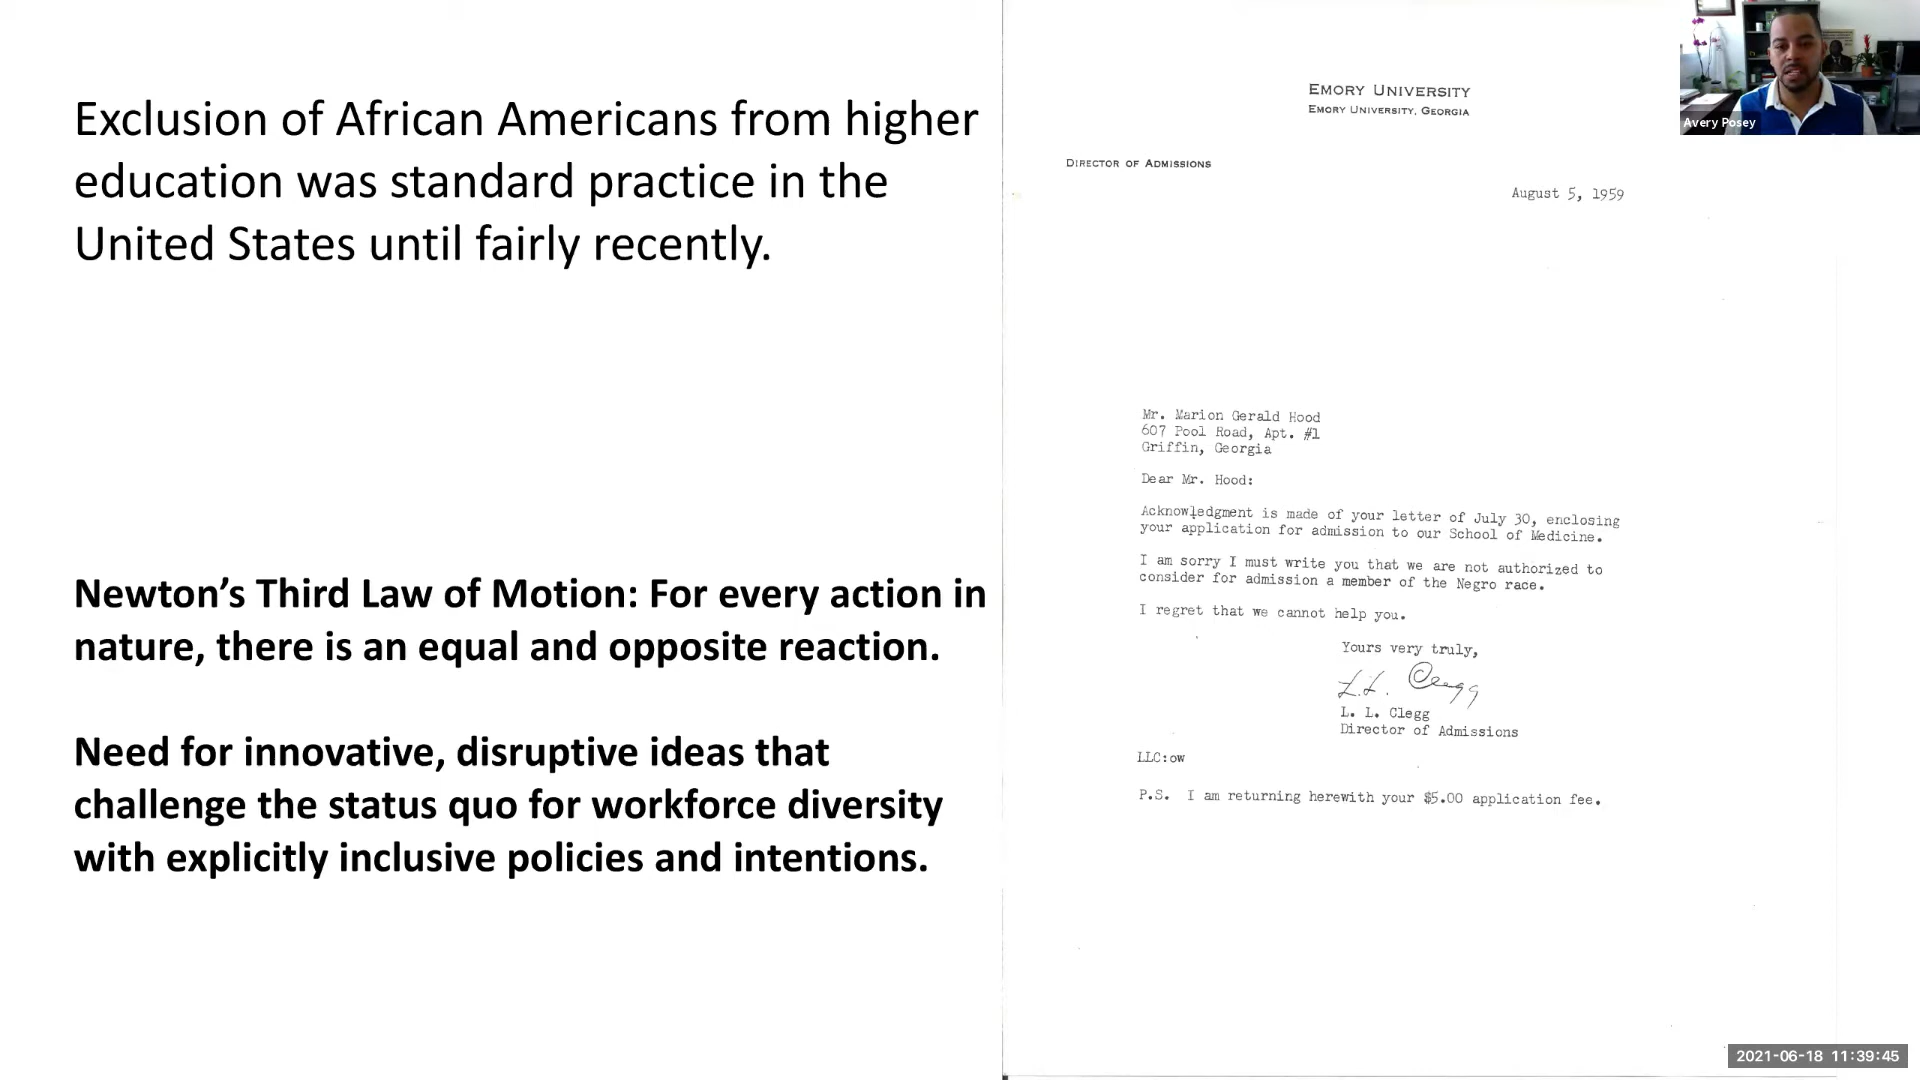 Exclusion of African Americans from higher
education was standard practice in the
United States until fairly recently.
Newton’s Third Law of Motion: For every action in
nature, there is an equal and opposite reaction.
Need for innovative, disruptive ideas that
challenge the status quo for workforce diversity
with explicitly inclusive policies and intentions.
EMORY UNIVERSITY
EMORY UNIVERSITY, GEORGIA
DIRECTOR OF ADMISSIONS
August 5, 1959
Mr. Marion Gerald Hood
607 Pool Road, Apt. #1
Griffin, Georgia
Dear Mr. Hood:
Acknowledgment is made of your letter of July 30, enclosing
your application for admission to our School of Medicine.
I am sorry I must write you that we are not authorized to
consider for admission a member of the Negro race.
I regret that we cannot help you.
Yours very truly,
L. L. Clegg
L. L. Clegg
Director of Admissions
LLC:ow
P.S. I am returning herewith your $5.00 application fee.
Avery Posey
2021-06-18 11:39:45